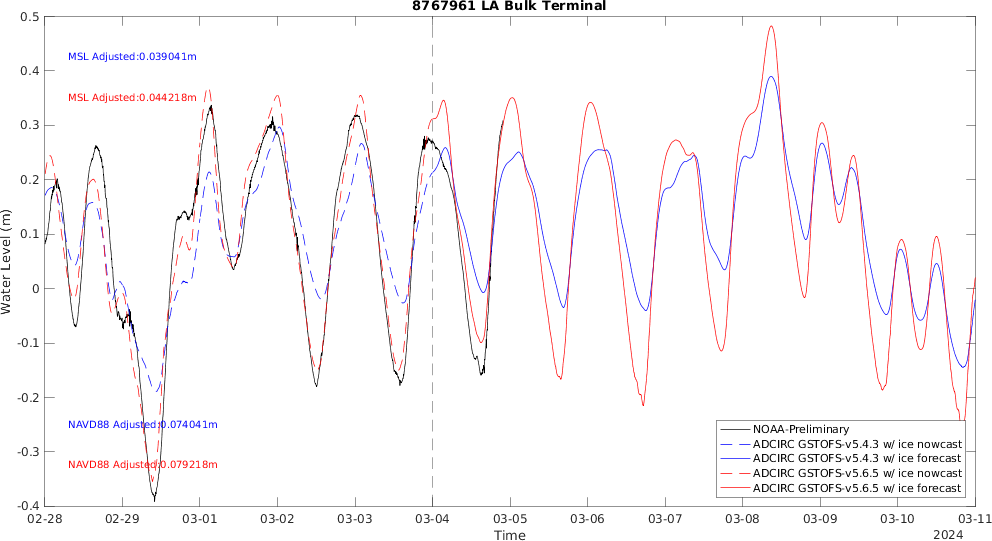 8767961 LA Bulk Terminal
0.5
0.4
0.3
0.2
0.1
0
-0.1
-0.2
-0.3
-0.4
Water Level (m)
MSL Adjusted:0.039041m
MSL Adjusted:0.044218m
NAVD88 Adjusted:0.074041m
NAVD88 Adjusted:0.079218m
NOAA-Preliminary
ADCIRC GSTOFS-v5.4.3 w/ ice nowcast
ADCIRC GSTOFS-v5.4.3 w/ ice forecast
ADCIRC GSTOFS-v5.6.5 w/ ice nowcast
ADCIRC GSTOFS-v5.6.5 w/ ice forecast
02-28 02-29 03-01 03-02 03-03 03-04 03-05 03-06 03-07 03-08 03-09 03-10 03-11
Time
2024